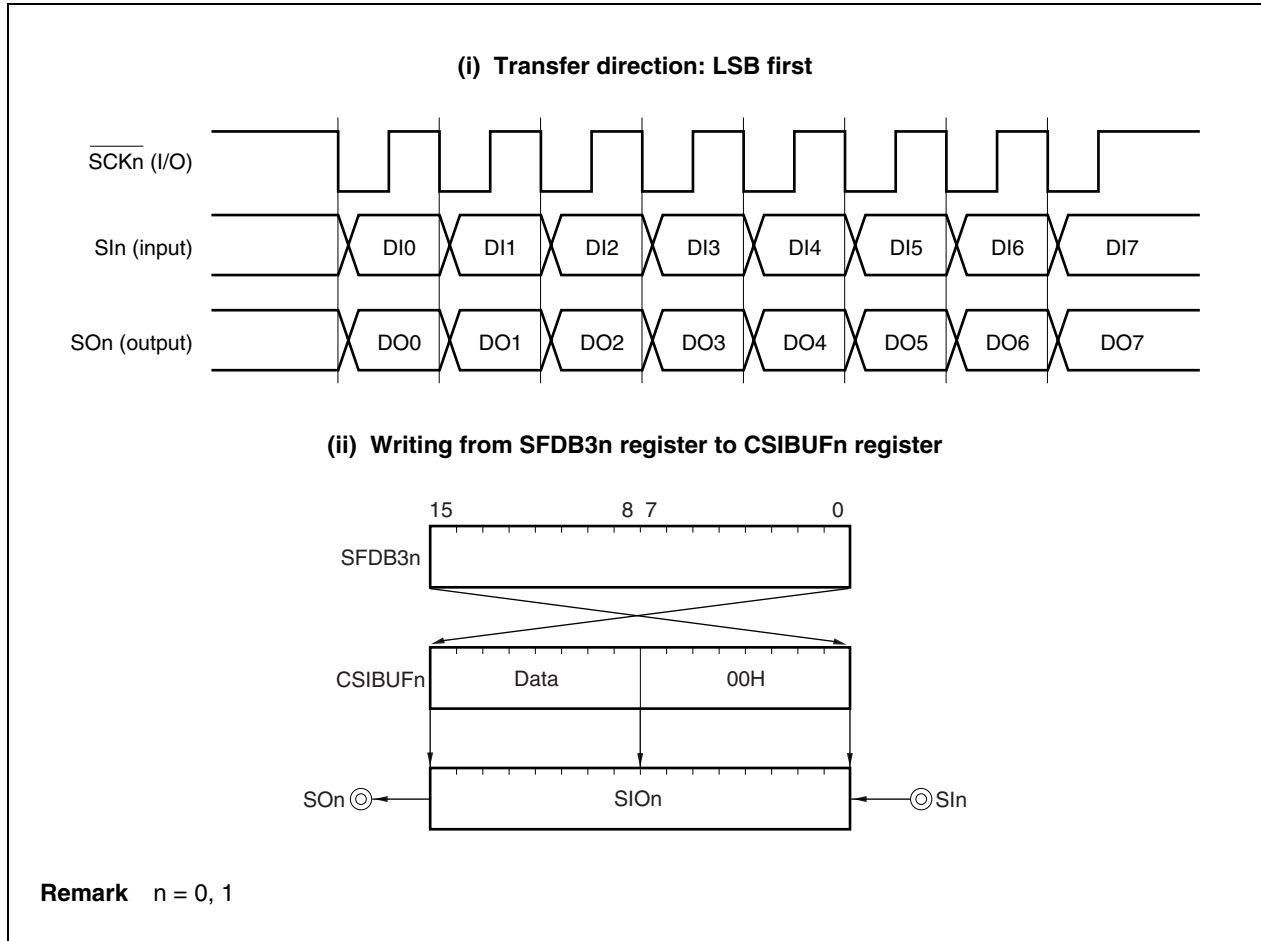 (i) Transfer direction: LSB first
SCKn (I/O)
SIn (input) DI0 DI1 DI2 DI3 DI4 DI5 DI6 DI7
SOn (output) DO0 DO1 DO2 DO3 DO4 DO5 DO6 DO7
(ii) Writing from SFDB3n register to CSIBUFn register
15 8 7 0
SFDB3n
CSIBUFn Data 00H
SOn SIOn SIn
Remark n = 0, 1